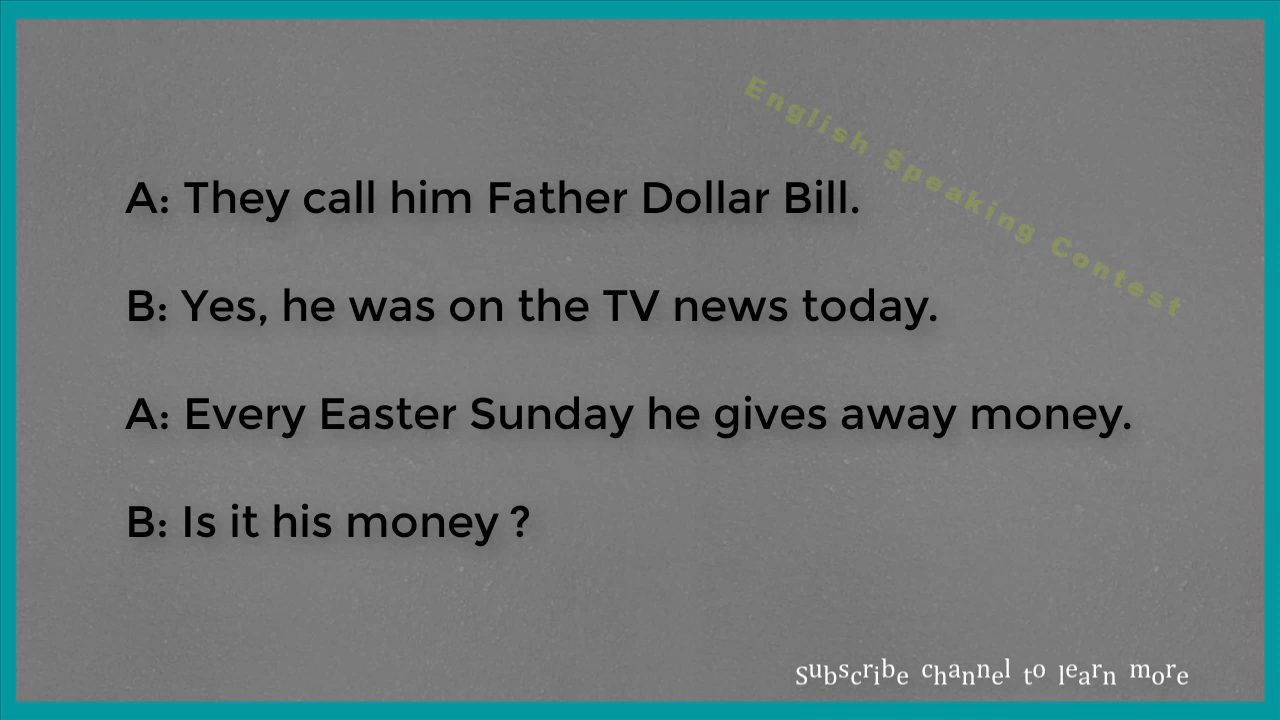 English Speaking Contest
A: They call him Father Dollar Bill.
B: Yes, he was on the TV news today.
A: Every Easter Sunday he gives away money.
B: Is it his money ?
Subscribe channel to learn more